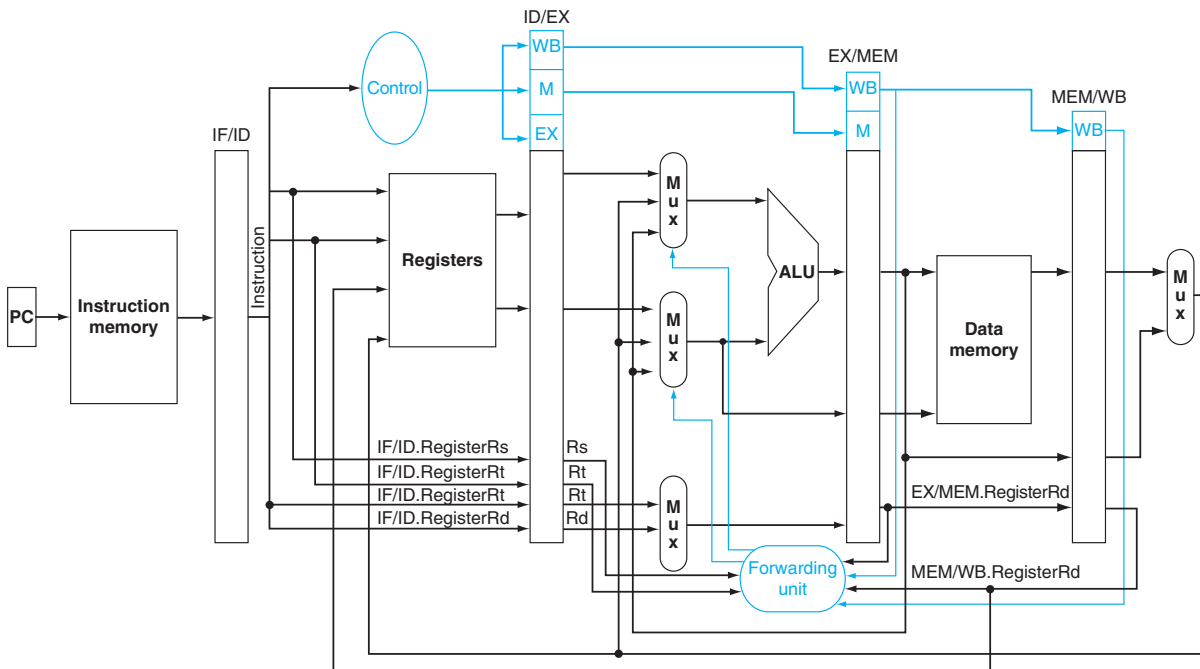 ID/EX
WB
M
EX
Control
EX/MEM
WB
M
MEM/WB
WB
IF/ID
PC
Instruction
memory
Instruction
Registers
M
u
x
M
u
x
ALU
Data
memory
M
u
x
IF/ID.RegisterRs
Rs
IF/ID.RegisterRt
Rt
IF/ID.RegisterRt
Rt
IF/ID.RegisterRd
Rd
M
u
x
EX/MEM.RegisterRd
Forwarding
unit
MEM/WB.RegisterRd